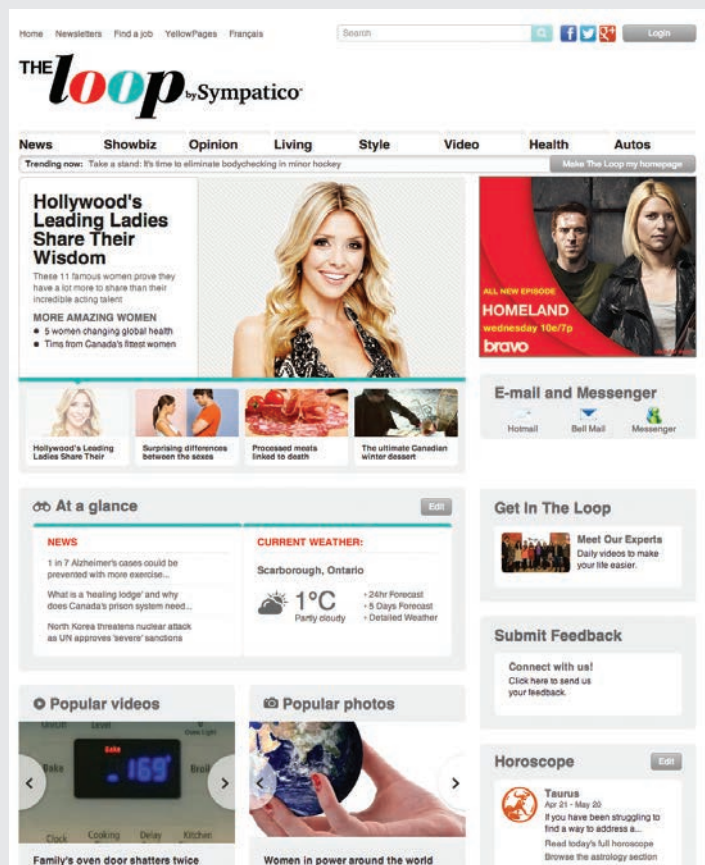 Home Newsletters Find a job YellowPages Français
Search
Login
THE loop by Sympatico
News Showbiz Opinion Living Style Video Health Autos
Trending now: Take a stand: It's time to eliminate bodychecking in minor hockey
Make The Loop my homepage
Hollywood's
Leading Ladies
Share Their
Wisdom
These 11 famous women prove they
have a lot more to share than their
incredible acting talent
MORE AMAZING WOMEN
5 women changing global health
Tims from Canada's fittest women
ALL NEW EPISODE
HOMELAND
wednesday 10e/7p
bravo
Hollywood's Leading
Ladies Share Their
Surprising differences
between the sexes
Processed meats
linked to death
The ultimate Canadian
winter dessert
E-mail and Messenger
Hotmail Bell Mail Messenger
At a glance
Edit
NEWS
1 in 7 Alzheimer's cases could be
prevented with more exercise...
What is a 'healing lodge' and why
does Canada's prison system need...
North Korea threatens nuclear attack
as UN approves 'severe' sanctions
CURRENT WEATHER:
Scarborough, Ontario
1°C
Partly cloudy
24hr Forecast
5 Days Forecast
Detailed Weather
Get In The Loop
Meet Our Experts
Daily videos to make
your life easier.
Submit Feedback
Connect with us!
Click here to send us
your feedback.
Popular videos
Bake
Bake
169°
Broil
Clock
Cooking
Time
Delay
Kitchen
Family's oven door shatters twice
Popular photos
Women in power around the world
Horoscope
Edit
Taurus
Apr 21 - May 20
If you have been struggling to
find a way to address a...
Read today's full horoscope
Browse the astrology section